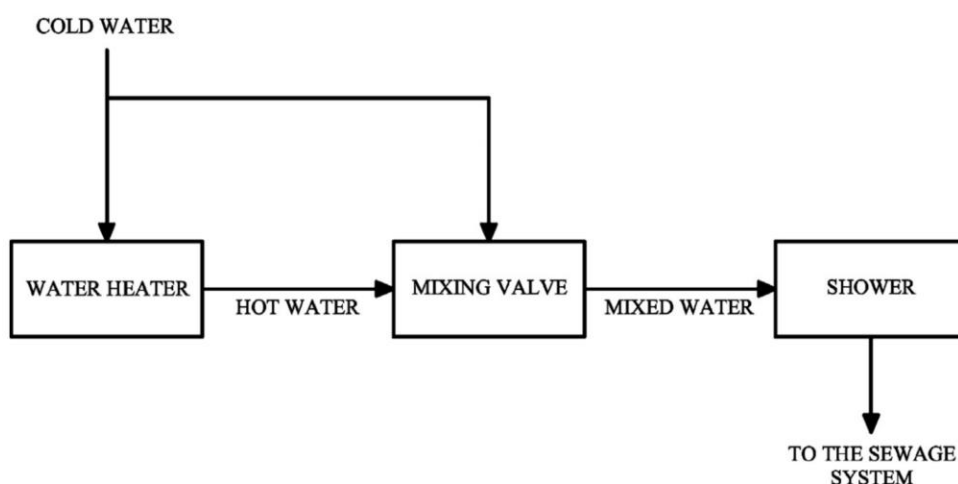 COLD WATER
WATER HEATER
HOT WATER
MIXING VALVE
MIXED WATER
SHOWER
TO THE SEWAGE
SYSTEM